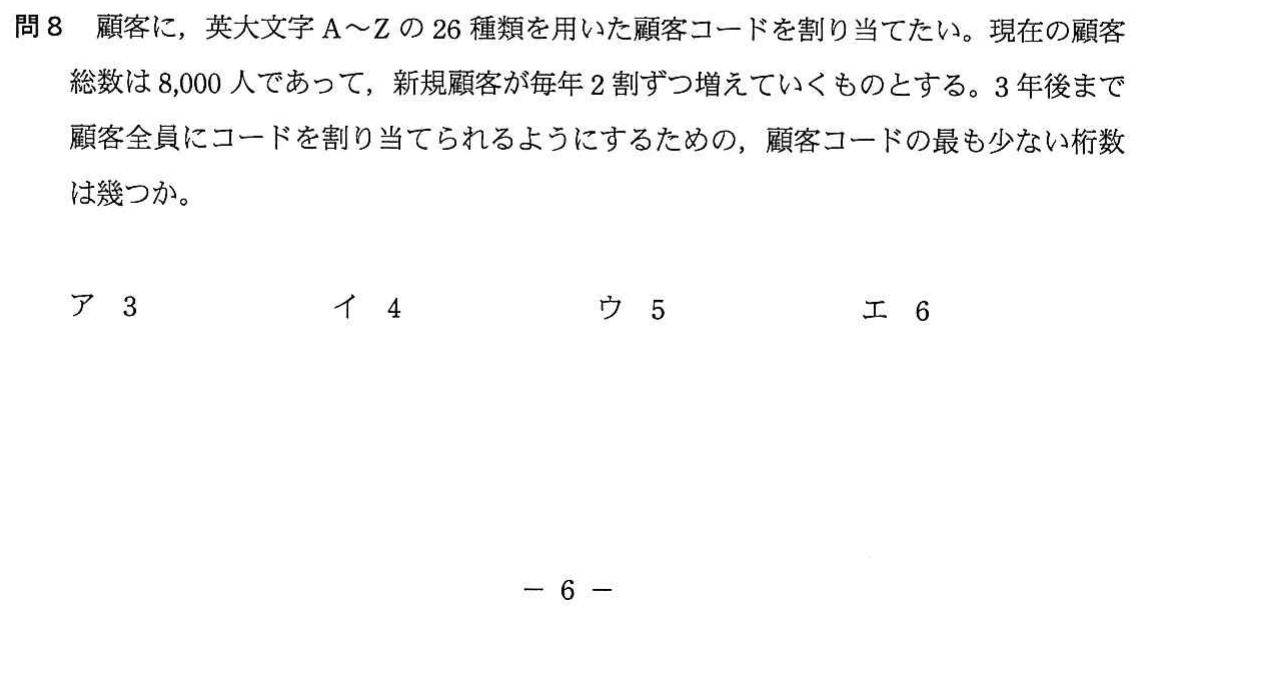 問8 顧客に，英大文字 A～Z の 26 種類を用いた顧客コードを割り当てたい。現在の顧客
総数は 8,000 人であって，新規顧客が毎年 2 割ずつ増えていくものとする。3 年後まで
顧客全員にコードを割り当てられるようにするための，顧客コードの最も少ない桁数
は幾つか。
ア 3 イ 4 ウ 5 エ 6
－ 6 －